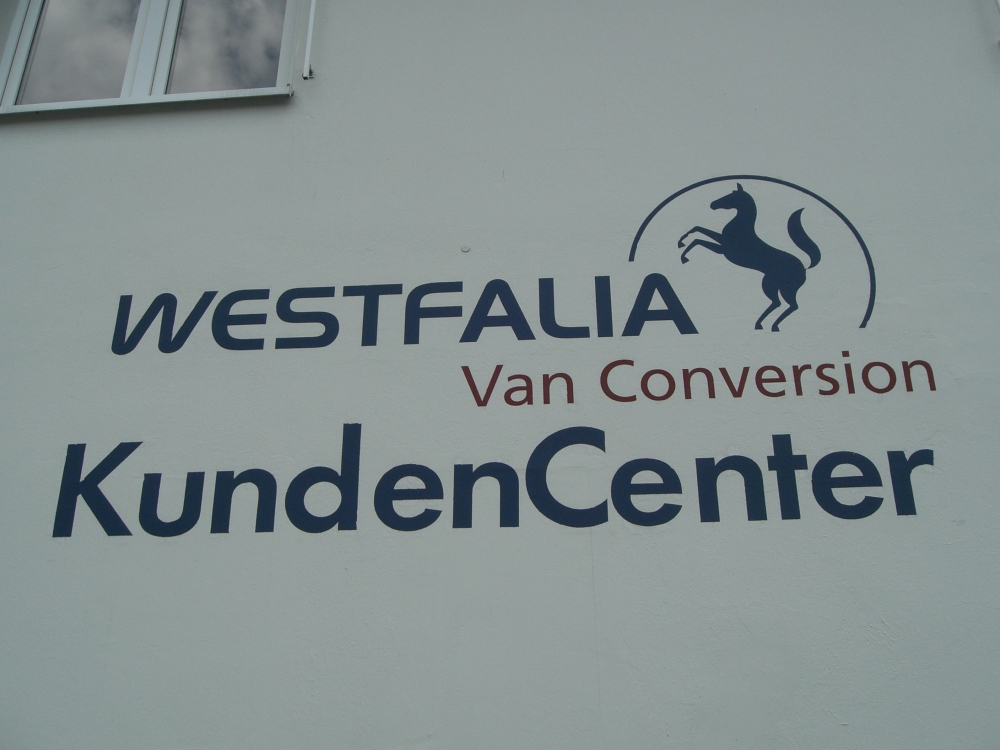 WESTFALIA
Van Conversion
KundenCenter